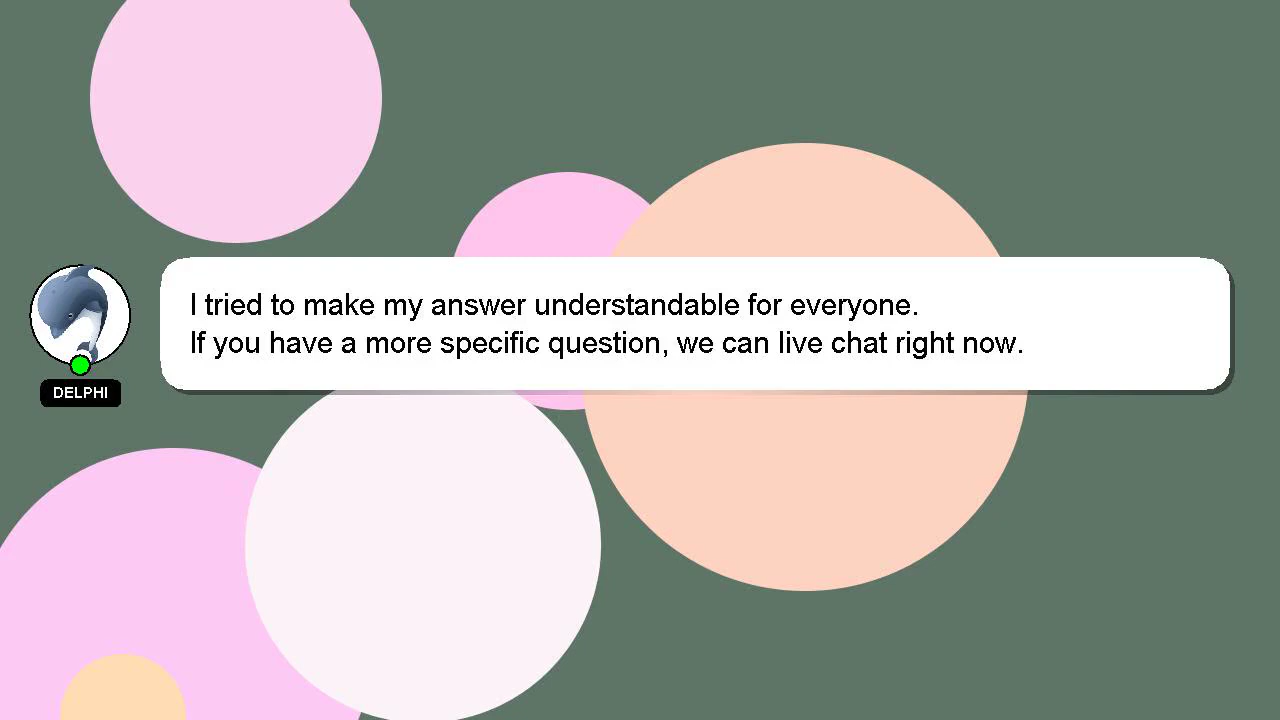 I tried to make my answer understandable for everyone.
If you have a more specific question, we can live chat right now.
DELPHI